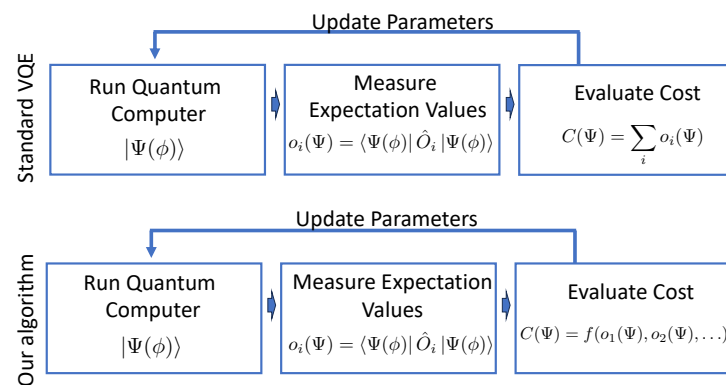 Update Parameters
Standard VQE
Run Quantum
Computer
|Ψ(ϕ)⟩
Measure
Expectation Values
o_i(Ψ) = ⟨Ψ(ϕ)| Ô_i |Ψ(ϕ)⟩
Evaluate Cost
C(Ψ) = ∑_i o_i(Ψ)
Update Parameters
Our algorithm
Run Quantum
Computer
|Ψ(ϕ)⟩
Measure Expectation
Values
o_i(Ψ) = ⟨Ψ(ϕ)| Ô_i |Ψ(ϕ)⟩
Evaluate Cost
C(Ψ) = f(o_1(Ψ), o_2(Ψ), . . .)